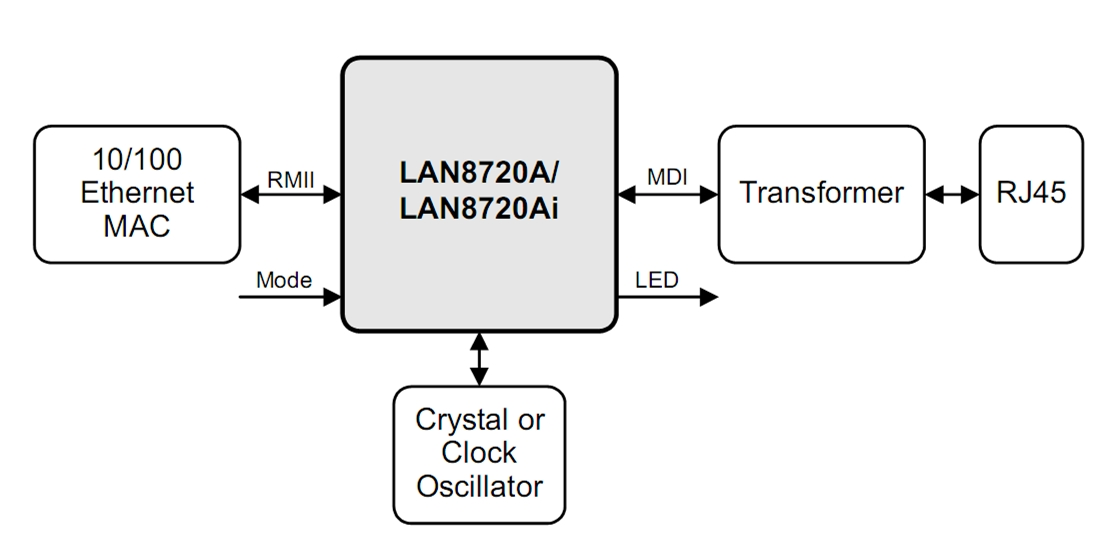 10/100
Ethernet
MAC
RMII
Mode
LAN8720A/
LAN8720Ai
MDI
LED
Transformer
RJ45
Crystal or
Clock
Oscillator